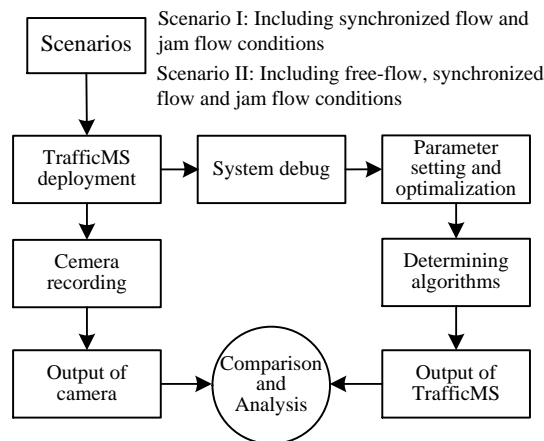 Scenarios
Scenario I: Including synchronized flow and
jam flow conditions
Scenario II: Including free-flow, synchronized
flow and jam flow conditions
TrafficMS
deployment
System debug
Parameter
setting and
optimalization
Cemera
recording
Determining
algorithms
Output of
camera
Comparison
and
Analysis
Output of
TrafficMS